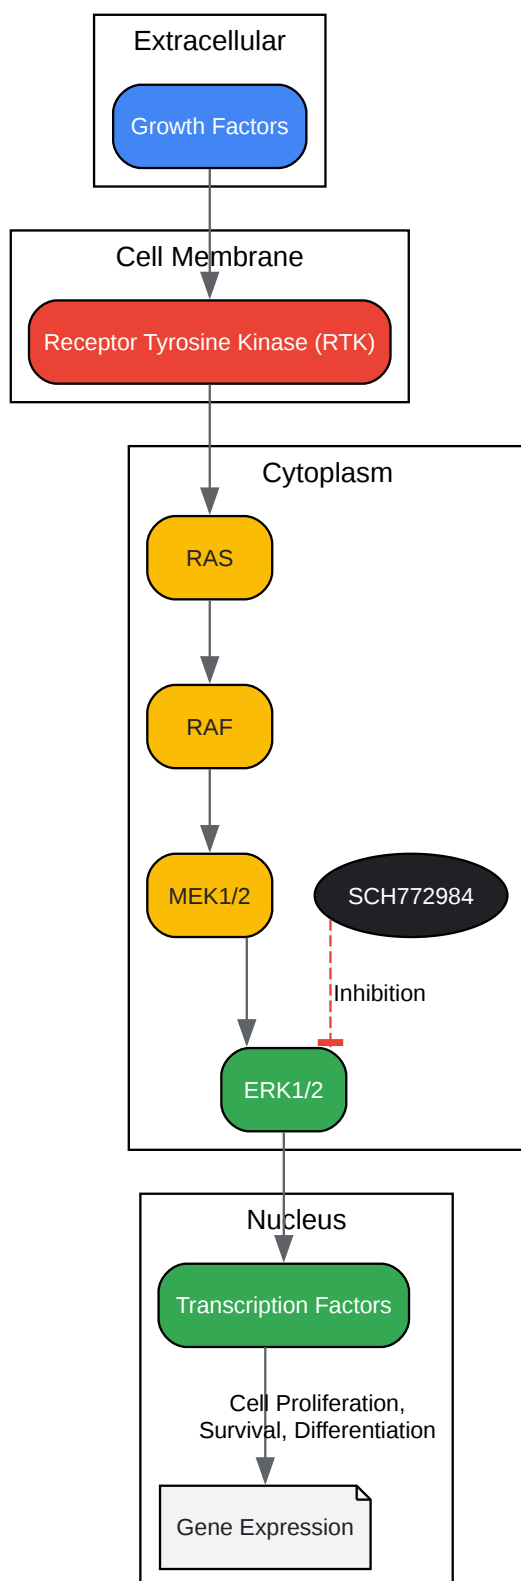 Extracellular
Growth Factors
Cell Membrane
Receptor Tyrosine Kinase (RTK)
Cytoplasm
RAS
RAF
MEK1/2
SCH772984
Inhibition
ERK1/2
Nucleus
Transcription Factors
Cell Proliferation,
Survival, Differentiation
Gene Expression